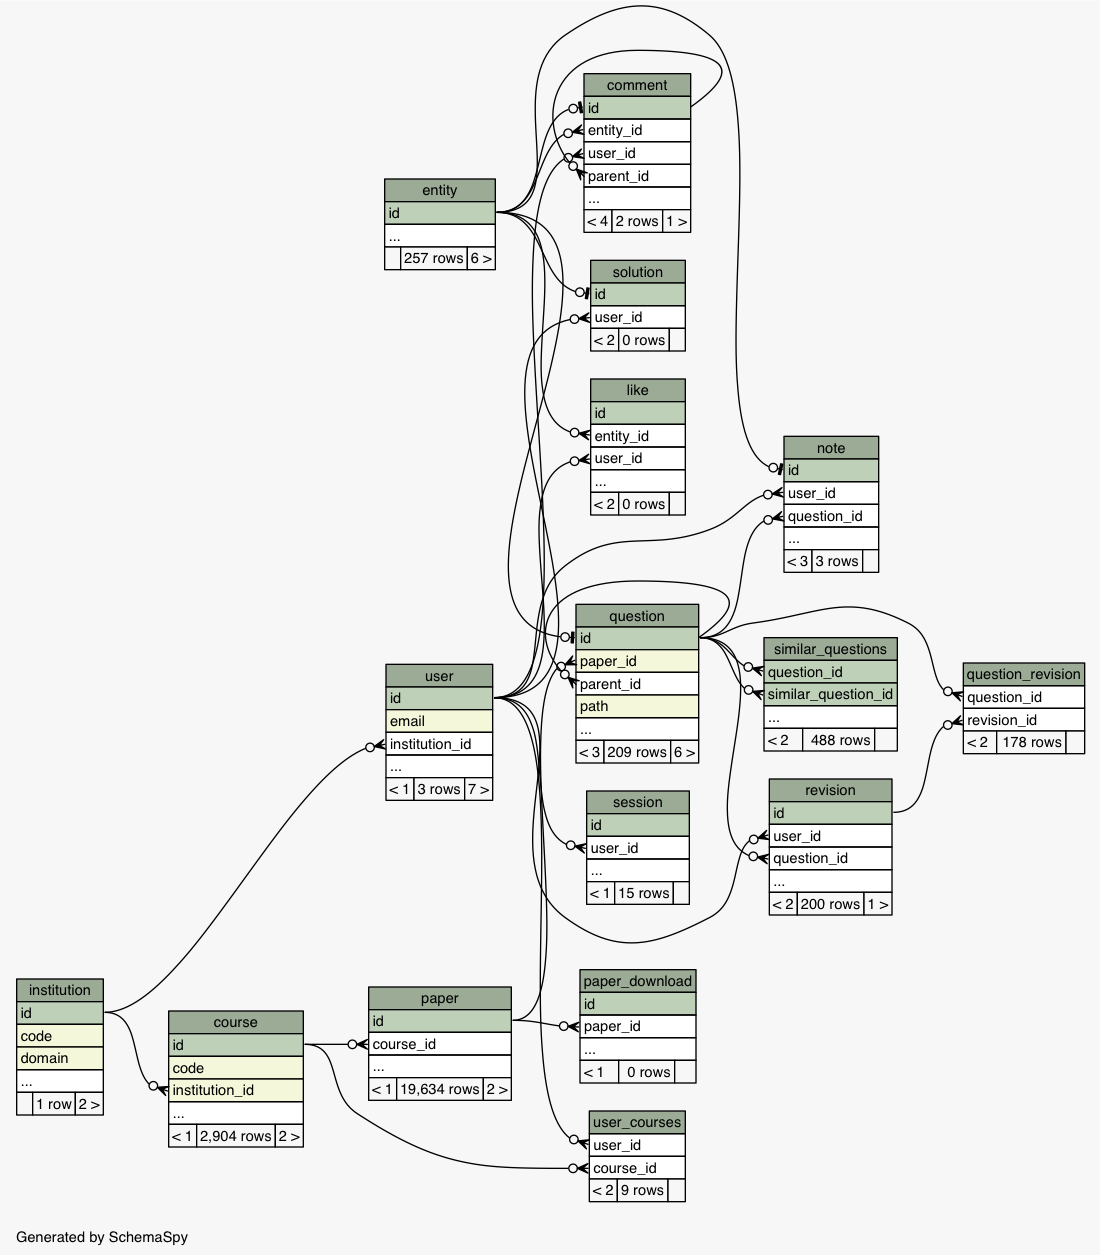 comment
id
entity_id
user_id
parent_id
...
< 4 2 rows 1 >
entity
id
...
257 rows 6 >
solution
id
user_id
< 2 0 rows
like
id
entity_id
user_id
...
< 2 0 rows
note
id
user_id
question_id
...
< 3 3 rows
question
id
paper_id
parent_id
path
...
< 3 209 rows 6 >
similar_questions
question_id
similar_question_id
...
< 2 488 rows
question_revision
question_id
revision_id
< 2 178 rows
user
id
email
institution_id
...
< 1 3 rows 7 >
session
id
user_id
...
< 1 15 rows
revision
id
user_id
question_id
...
< 2 200 rows 1 >
institution
id
code
domain
...
1 row 2 >
course
id
code
institution_id
...
< 1 2,904 rows 2 >
paper
id
course_id
...
< 1 19,634 rows 2 >
paper_download
id
paper_id
...
< 1 0 rows
user_courses
user_id
course_id
< 2 9 rows
Generated by SchemaSpy